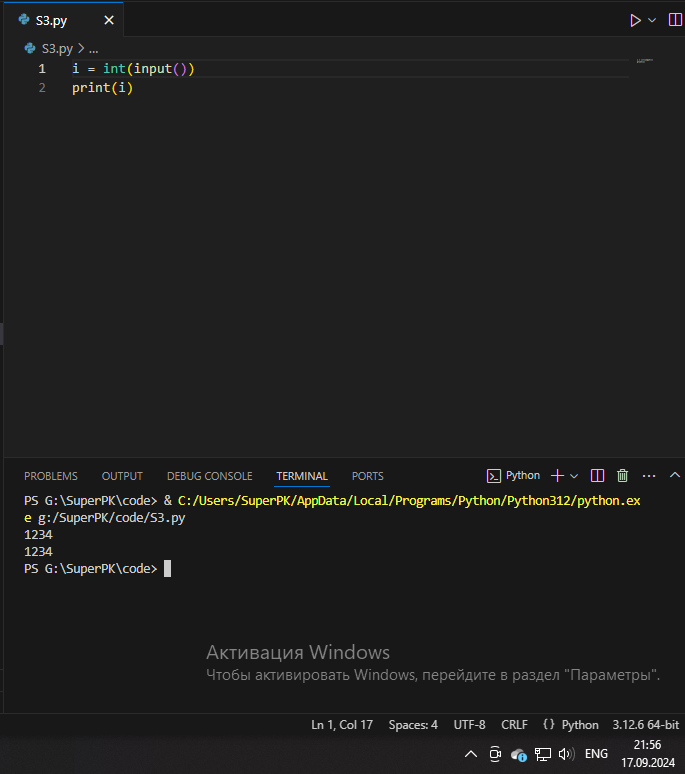 S3.py
S3.py > ...
1 i = int(input())
2 print(i)
PROBLEMS OUTPUT DEBUG CONSOLE TERMINAL PORTS Python
PS G:\SuperPK\code> & C:/Users/SuperPK/AppData/Local/Programs/Python/Python312/python.ex
e g:/SuperPK/code/S3.py
1234
1234
PS G:\SuperPK\code>
Активация Windows
Чтобы активировать Windows, перейдите в раздел "Параметры".
Ln 1, Col 17 Spaces: 4 UTF-8 CRLF {} Python 3.12.6 64-bit
ENG 21:56
17.09.2024